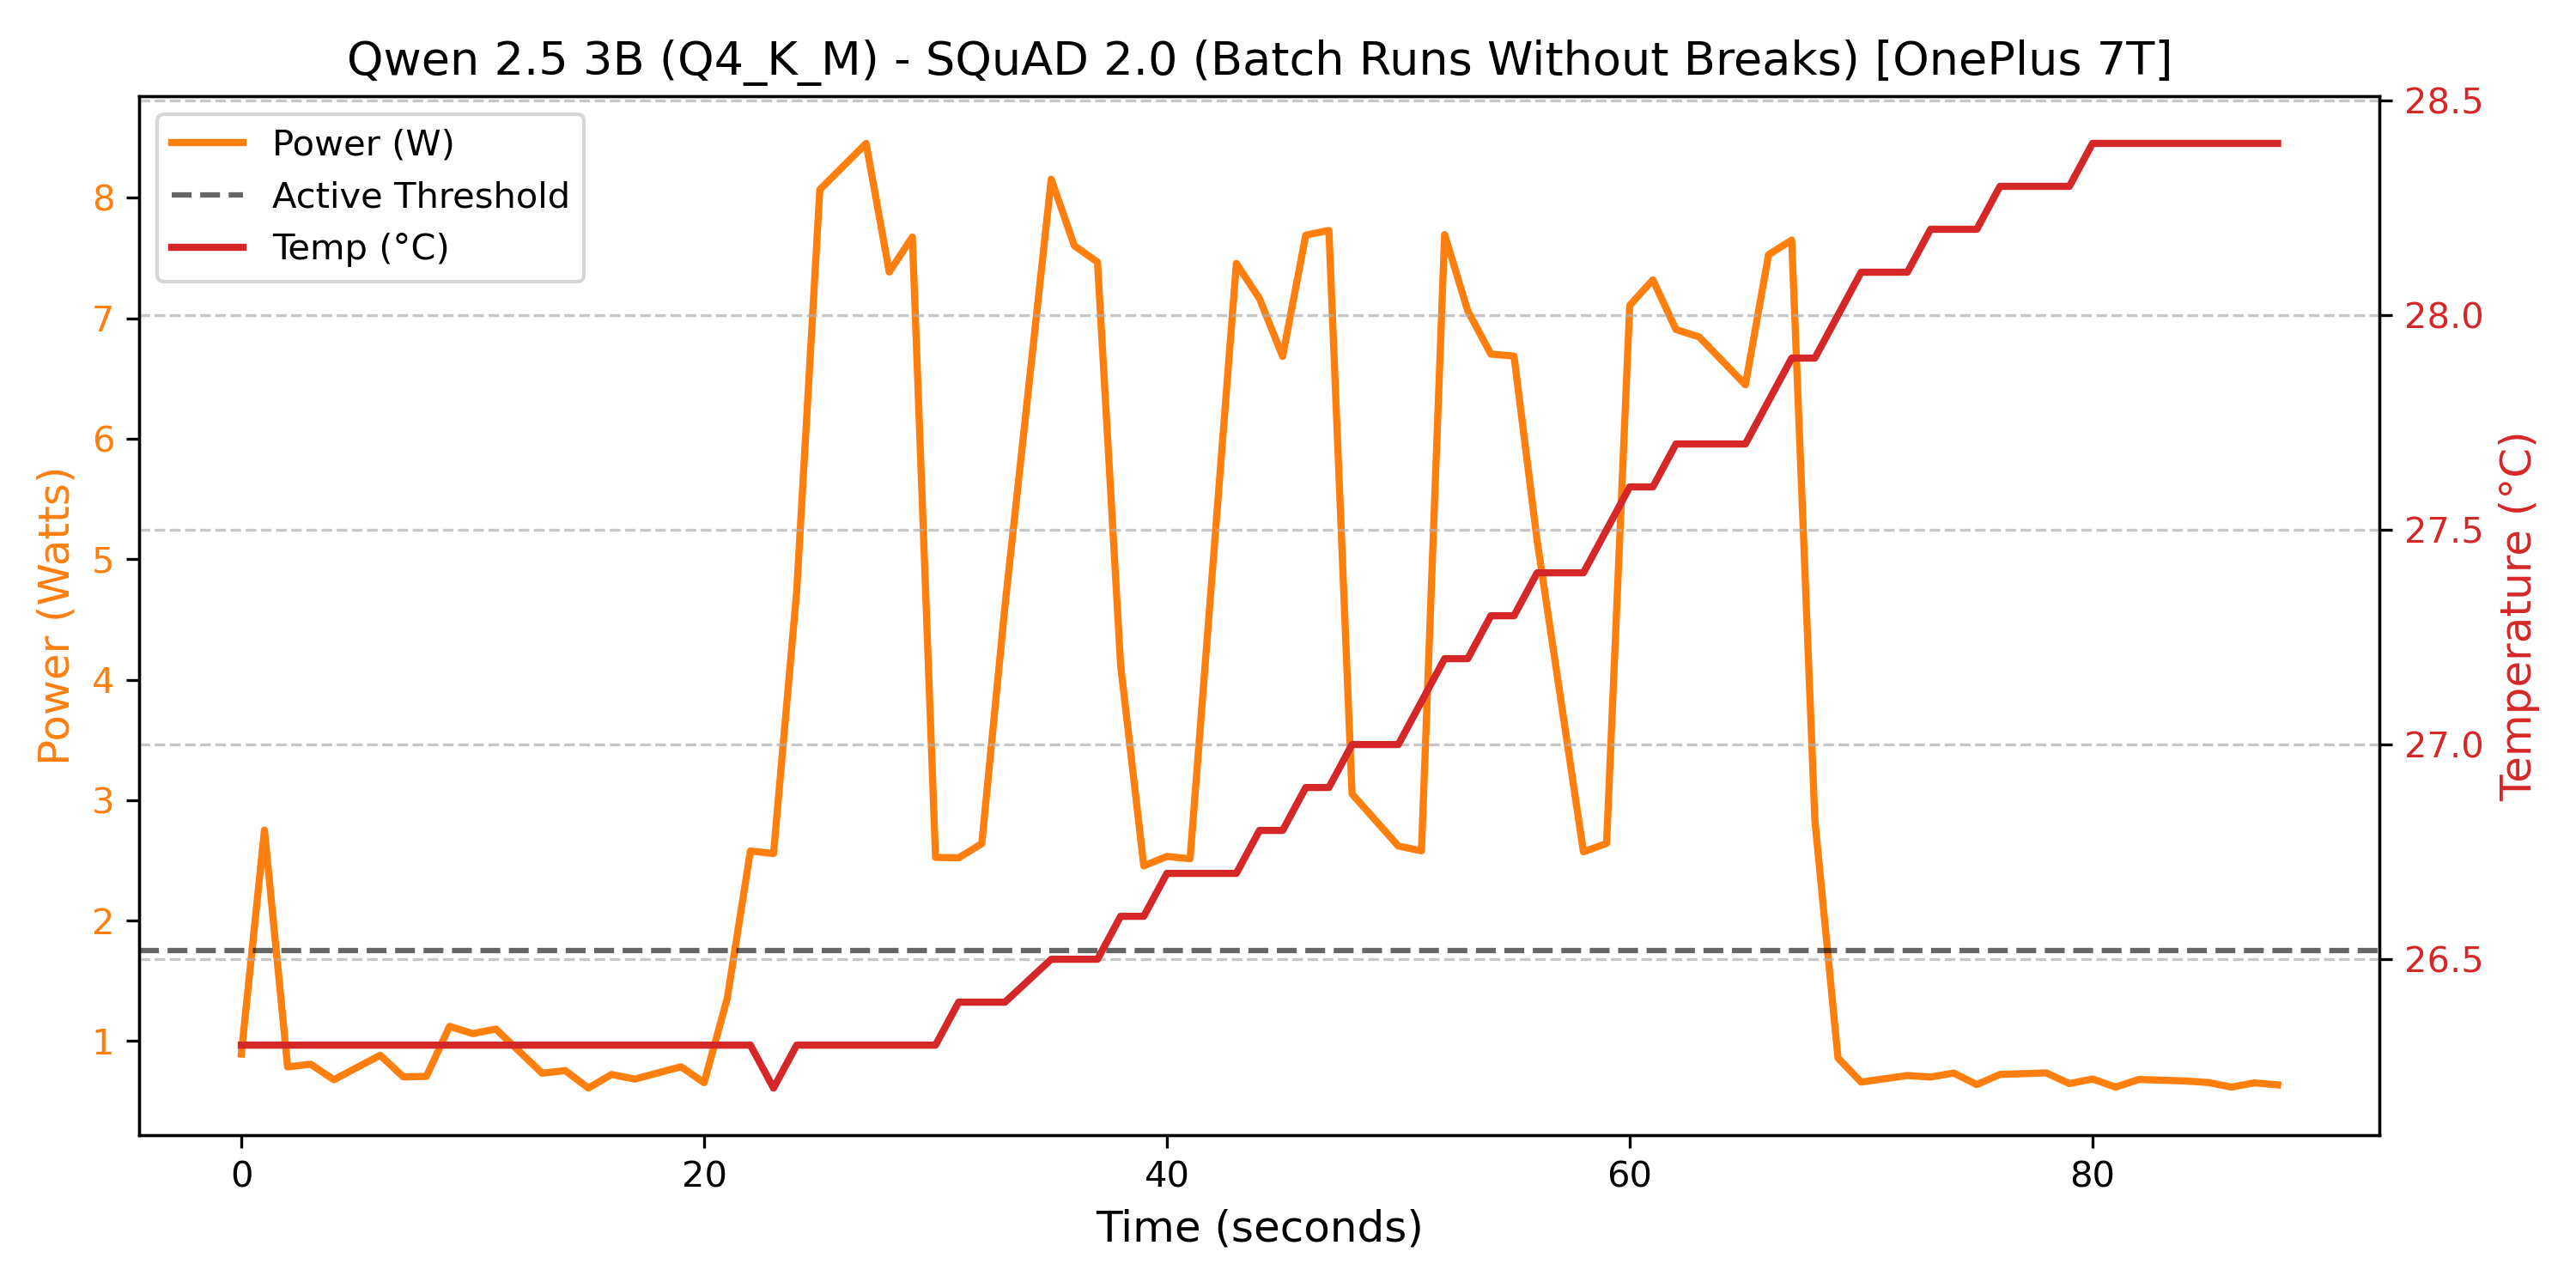 Qwen 2.5 3B (Q4_K_M) - SQuAD 2.0 (Batch Runs Without Breaks) [OnePlus 7T]
Power (W)
Active Threshold
Temp (°C)
Power (Watts)
8
7
6
5
4
3
2
1
28.5
28.0
27.5
27.0
26.5
Temperature (°C)
0 20 40 60 80
Time (seconds)